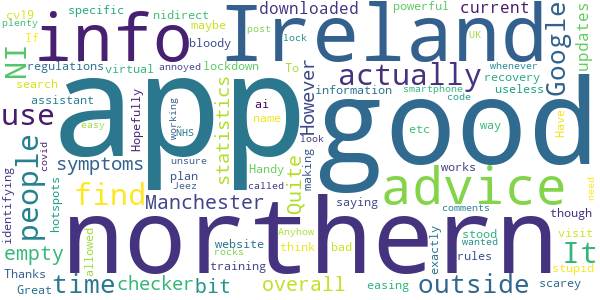 cv19 specific nidirect
If maybe
plenty
info Ireland
downloaded powerful current
post UK
Google
updates
NI regulations bloody annoyed lock
virtual lockdown To whenever recovery
search
app good
actually
useless
However
information smartphone
code
assistant ai
Hopefully working easy NHS
statistics
name etc way
use
people
symptoms unsure Handy look Have
making
covid
plan called works
find Jeez Quite saying advice
though
identifying hotspots
Manchester
northern
comments
It
empty
allowed website Anyhow
rocks think bad
exactly stood wanted visit need
rules
training
time checker bit overall outside stupid
Thanks
Great easing scarey